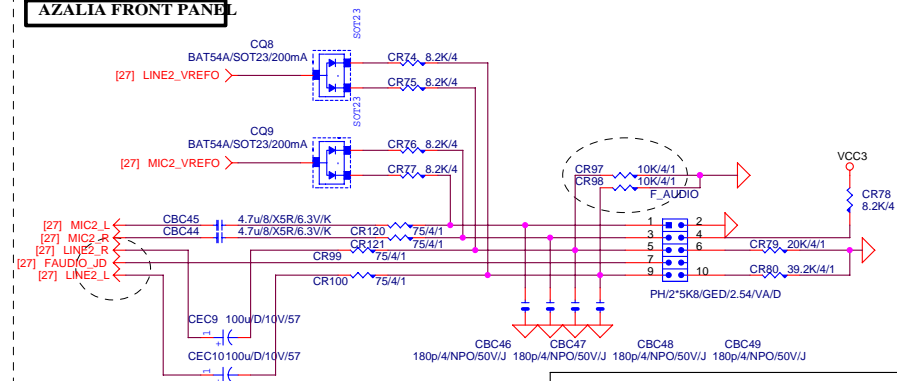 AZALIA FRONT PANEL
SOT23
CQ8
BAT54A/SOT23/200mA
CR74 8.2K/4
[27] LINE2_VREFO
CR75 8.2K/4
SOT23
CQ9
BAT54A/SOT23/200mA
CR76 8.2K/4
[27] MIC2_VREFO
CR77 8.2K/4
CR97 10K/4/1
CR98 10K/4/1
F_AUDIO
VCC3
CR78
8.2K/4
[27] MIC2_L CBC45 4.7u/8/X5R/6.3V/K
[27] MIC2_R CBC44 4.7u/8/X5R/6.3V/K
CR120 75/4/1
[27] LINE2_R CR121 75/4/1
[27] FAUDIO_JD CR99 75/4/1
[27] LINE2_L
CR100 75/4/1
1 2
3 4
5 6 CR79 20K/4/1
7
9 10 CR80 39.2K/4/1
PH/2*5K8/GED/2.54/VA/D
CEC9 100u/D/10V/57
1 +
CBC46 CBC47 CBC48 CBC49
180p/4/NPO/50V/J 180p/4/NPO/50V/J 180p/4/NPO/50V/J 180p/4/NPO/50V/J
CEC10 100u/D/10V/57
1 +